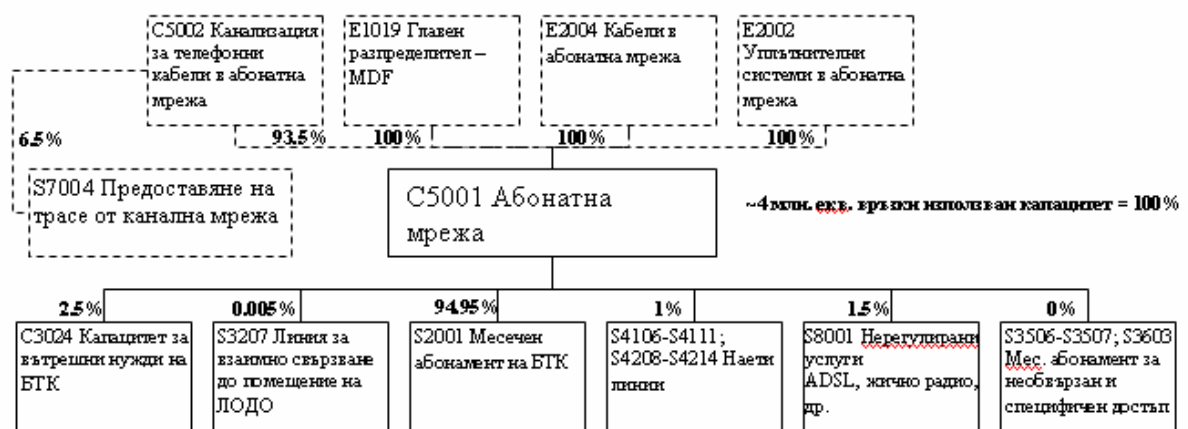 C5002 Канализация
за телефонни
кабели в абонатна
мрежа
E1019 Главен
разпределител –
MDF
E2004 Кабели в
абонатна мрежа
E2002
Уплътнителни
системи в абонатна
мрежа
6.5%
93.5%
100%
100%
100%
S7004 Предоставяне на
трасе от канална мрежа
C5001 Абонатна
мрежа
~4 млн. екв. връзки използван капацитет = 100%
2.5%
0.005%
94.95%
1%
1.5%
0%
C3024 Капацитет за
вътрешни нужди на
БТК
S3207 Линия за
взаимно свързване
до помещение на
ЛОДО
S2001 Месечен
абонамент на БТК
S4106-S4111;
S4208-S4214 Наети
линии
S8001 Нерегулирани
услуги
ADSL, жично радио,
др.
S3506-S3507; S3603
Мес. абонамент за
необвързан и
специфичен достъп